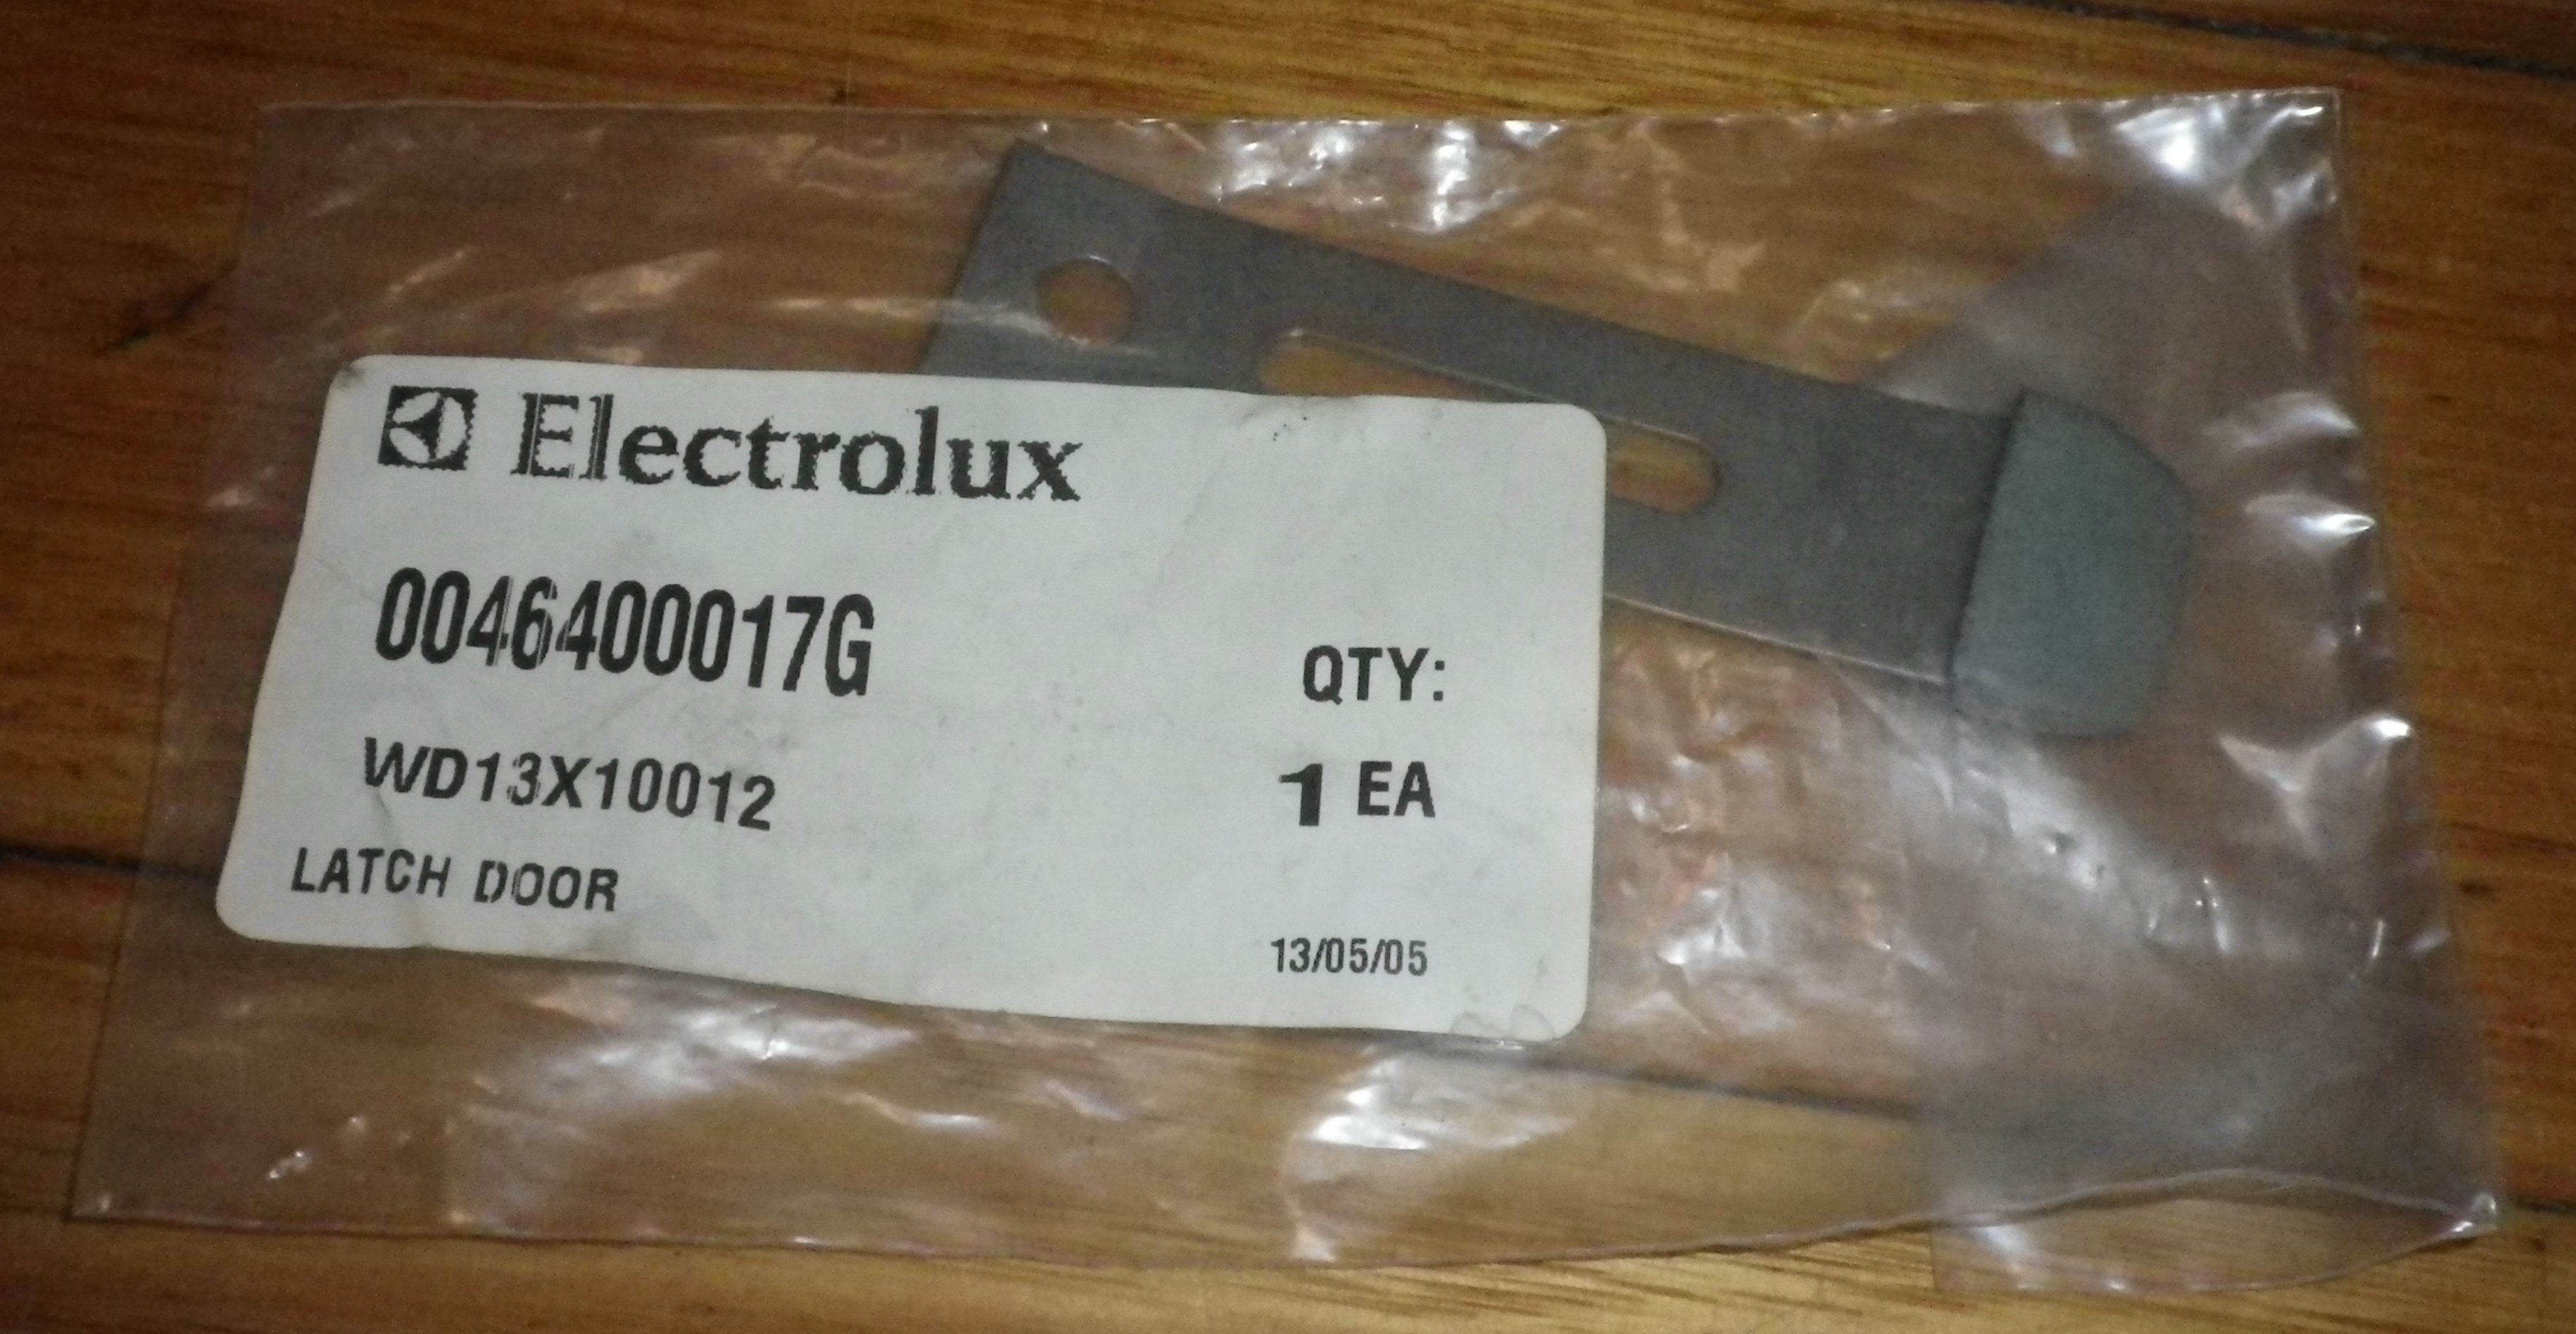 Electrolux
0046400017G
QTY:
WD13X10012
1 EA
LATCH DOOR
13/05/05